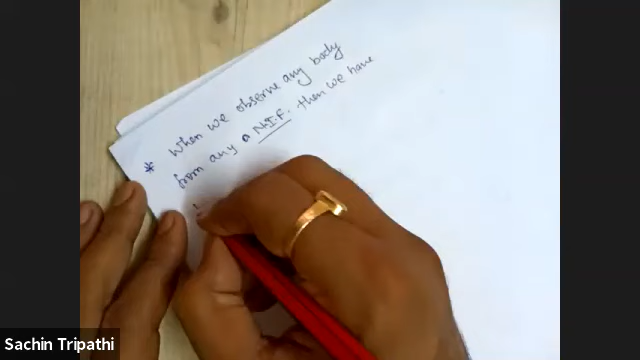 * When we observe any body
from any a N.I.F. then we have
Sachin Tripathi